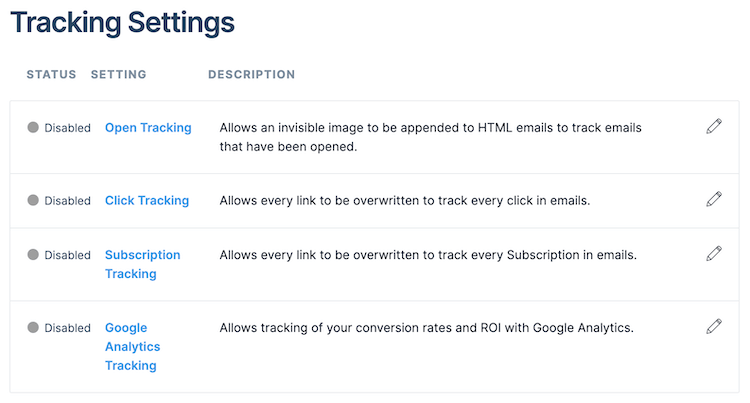 Tracking Settings
STATUS SETTING DESCRIPTION
Disabled Open Tracking Allows an invisible image to be appended to HTML emails to track emails
that have been opened.
Disabled Click Tracking Allows every link to be overwritten to track every click in emails.
Disabled Subscription Allows every link to be overwritten to track every Subscription in emails.
Tracking
Disabled Google Allows tracking of your conversion rates and ROI with Google Analytics.
Analytics
Tracking